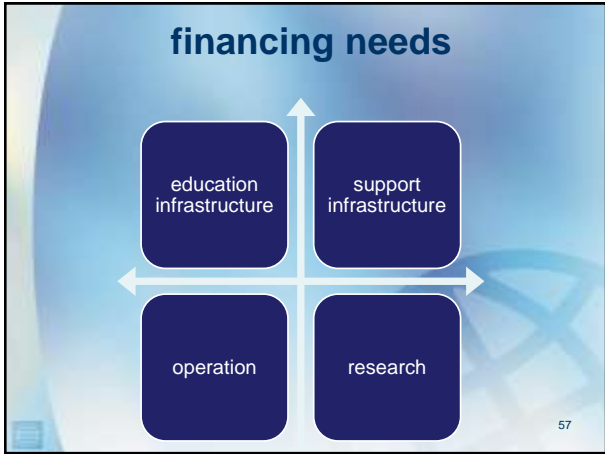 financing needs
education
infrastructure
support
infrastructure
operation
research
57